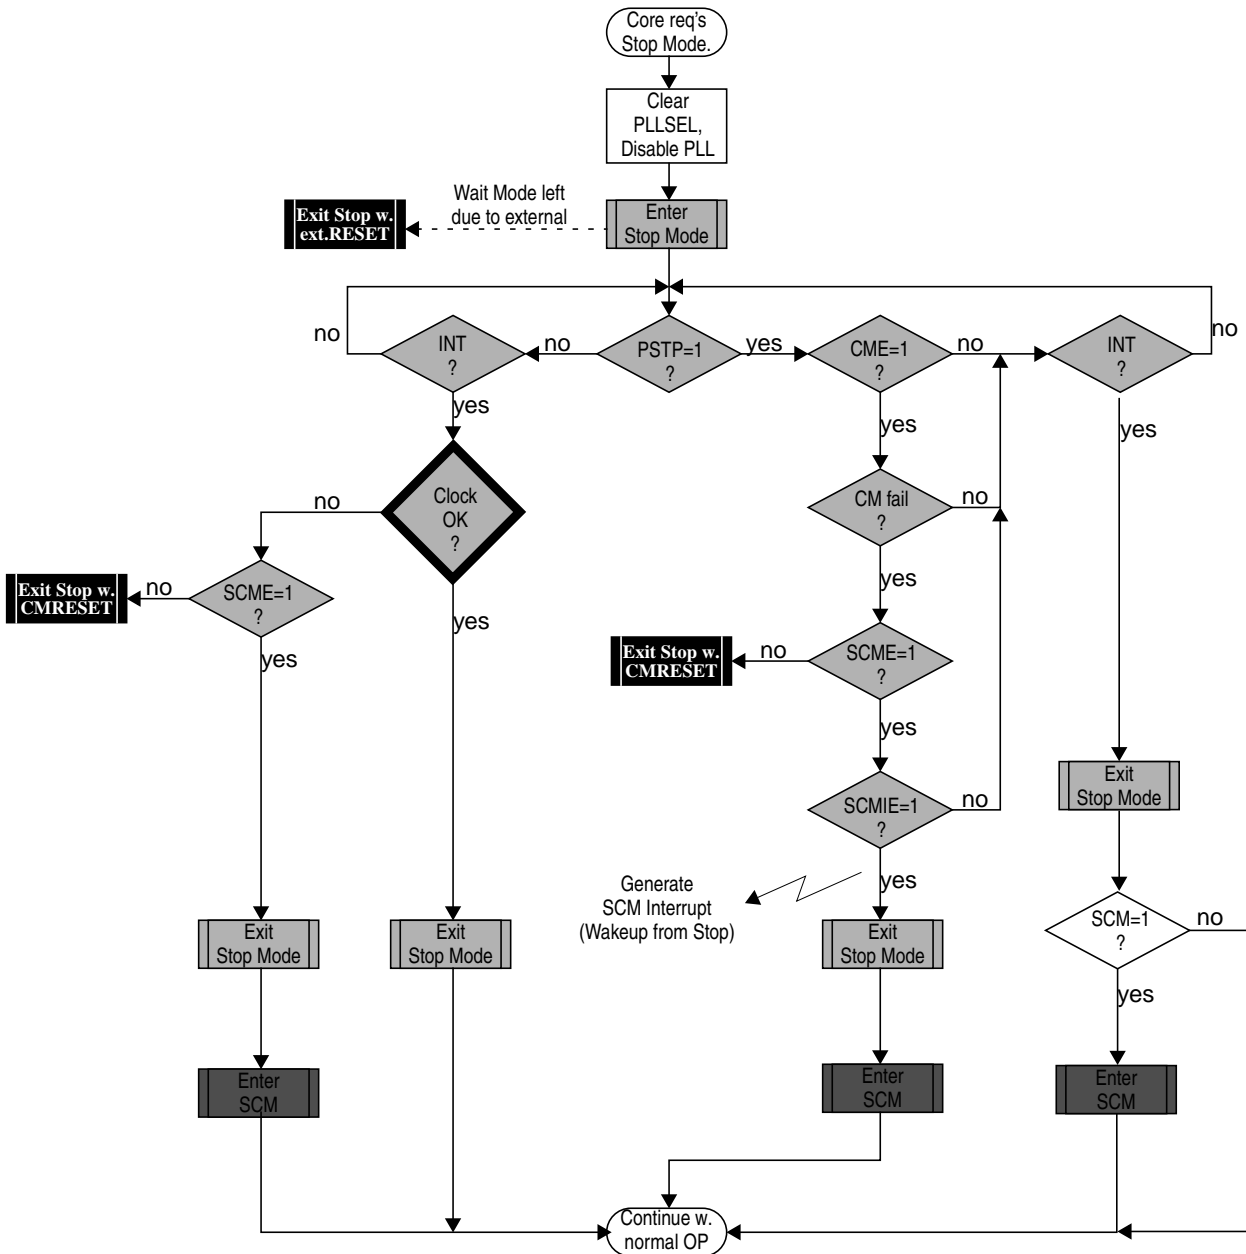 Core req's
Stop Mode.
Clear
PLLSEL,
Disable PLL
Wait Mode left
due to external
Exit Stop w.
ext.RESET
Enter
Stop Mode
no
INT
?
no
PSTP=1
?
yes
CME=1
?
no
INT
?
no
yes
yes
yes
Clock
OK
?
no
CM fail
?
no
yes
SCME=1
?
no
Exit Stop w.
CMRESET
yes
yes
Exit Stop w.
CMRESET
no
SCME=1
?
yes
SCMIE=1
?
no
Exit
Stop Mode
yes
Generate
SCM Interrupt
(Wakeup from Stop)
Exit
Stop Mode
Exit
Stop Mode
Exit
Stop Mode
SCM=1
?
no
yes
Enter
SCM
Enter
SCM
Enter
SCM
Continue w.
normal OP